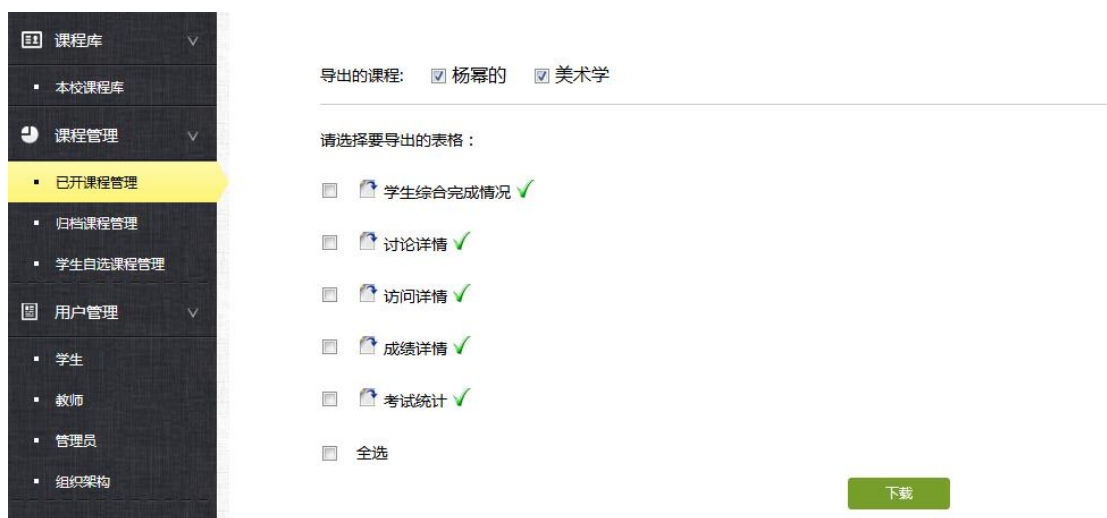 课程库
本校课程库
课程管理
已开课程管理
归档课程管理
学生自选课程管理
用户管理
学生
教师
管理员
组织架构
导出的课程: 杨幂的 美术学
请选择要导出的表格：
学生综合完成情况
讨论详情
访问详情
成绩详情
考试统计
全选
下载